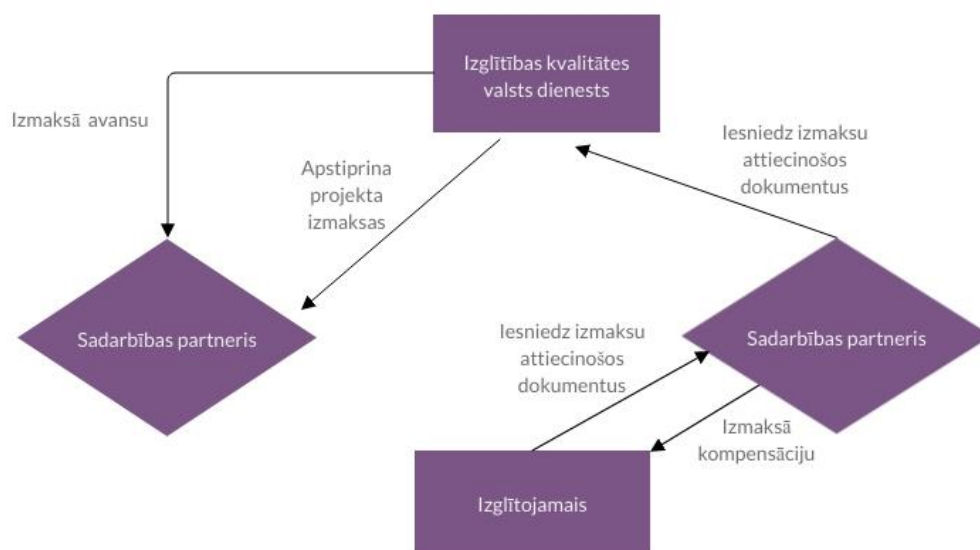 Izglītības kvalitātes
valsts dienests
Izmaksā avansu
Iesniedz izmaksu
attiecinošos
dokumentus
Apstiprina
projekta
izmaksas
Sadarbības partneris
Sadarbības partneris
Iesniedz izmaksu
attiecinošos
dokumentus
Izmaksā
kompensāciju
Izglītojamais